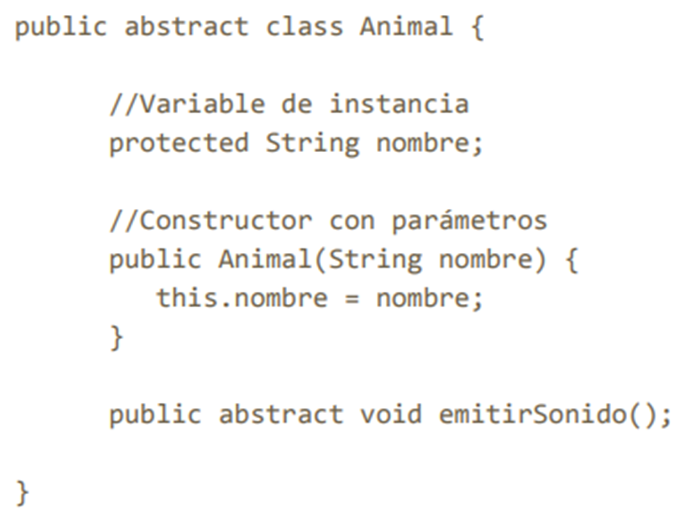 public abstract class Animal {
//Variable de instancia
protected String nombre;
//Constructor con parámetros
public Animal(String nombre) {
this.nombre = nombre;
}
public abstract void emitirSonido();
}